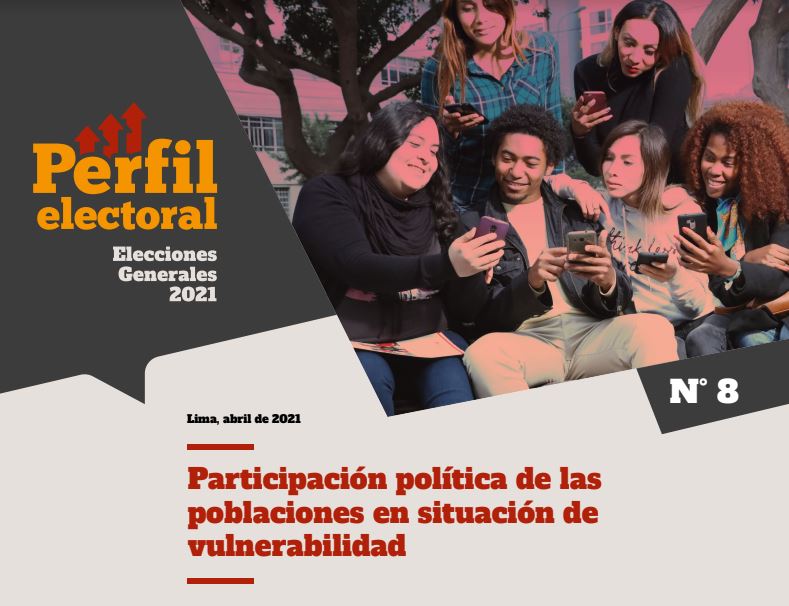 Perfil
electoral
Elecciones
Generales
2021
N° 8
Lima, abril de 2021
Participación política de las
poblaciones en situación de
vulnerabilidad